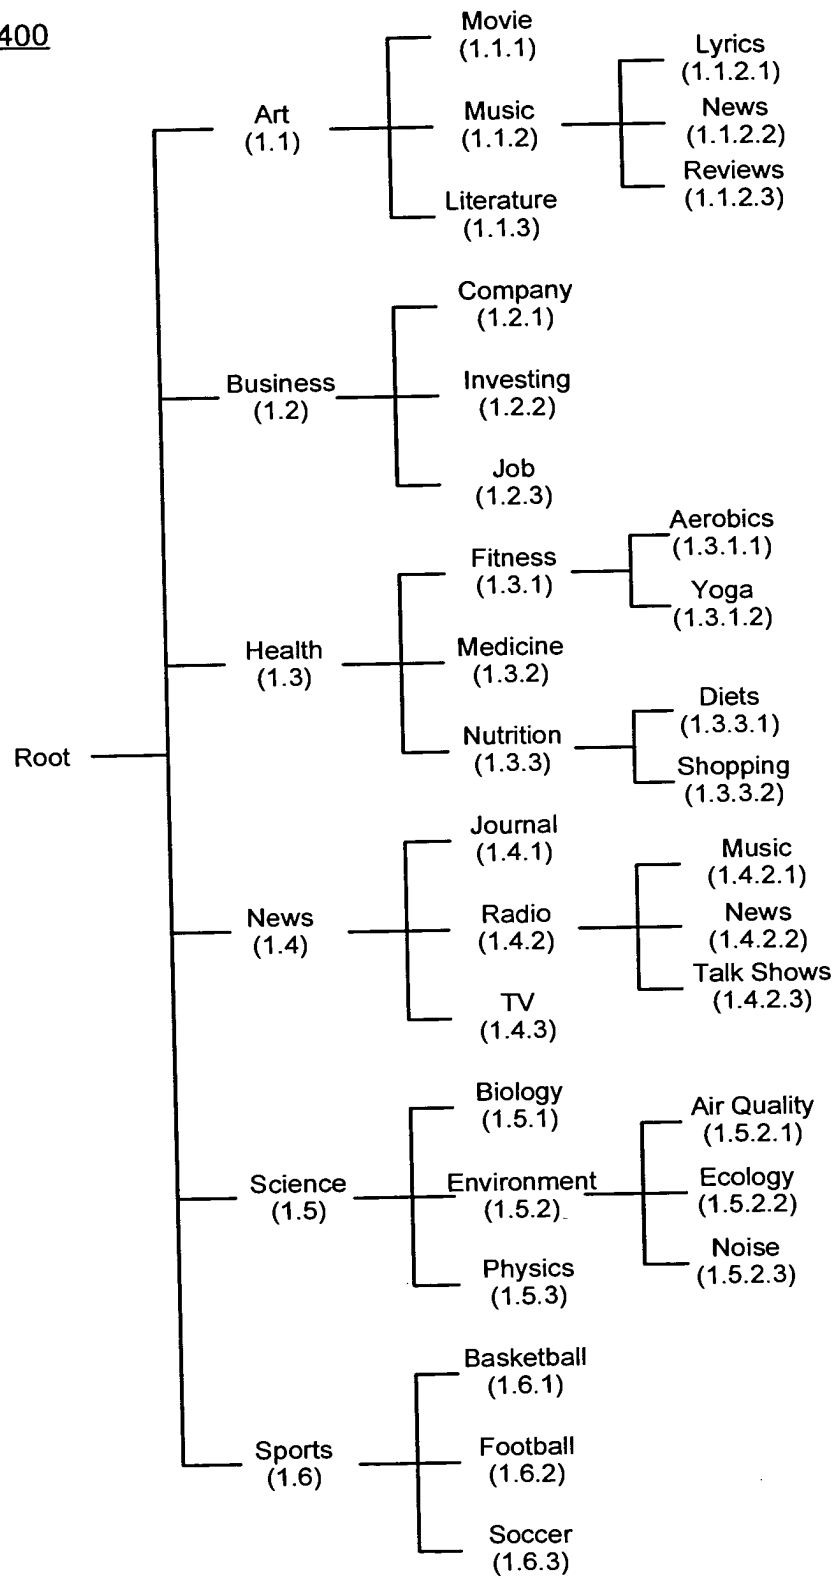 400
Root
Art
(1.1)
Movie
(1.1.1)
Music
(1.1.2)
Lyrics
(1.1.2.1)
News
(1.1.2.2)
Reviews
(1.1.2.3)
Literature
(1.1.3)
Business
(1.2)
Company
(1.2.1)
Investing
(1.2.2)
Job
(1.2.3)
Health
(1.3)
Fitness
(1.3.1)
Aerobics
(1.3.1.1)
Yoga
(1.3.1.2)
Medicine
(1.3.2)
Nutrition
(1.3.3)
Diets
(1.3.3.1)
Shopping
(1.3.3.2)
News
(1.4)
Journal
(1.4.1)
Radio
(1.4.2)
Music
(1.4.2.1)
News
(1.4.2.2)
Talk Shows
(1.4.2.3)
TV
(1.4.3)
Science
(1.5)
Biology
(1.5.1)
Environment
(1.5.2)
Air Quality
(1.5.2.1)
Ecology
(1.5.2.2)
Noise
(1.5.2.3)
Physics
(1.5.3)
Sports
(1.6)
Basketball
(1.6.1)
Football
(1.6.2)
Soccer
(1.6.3)